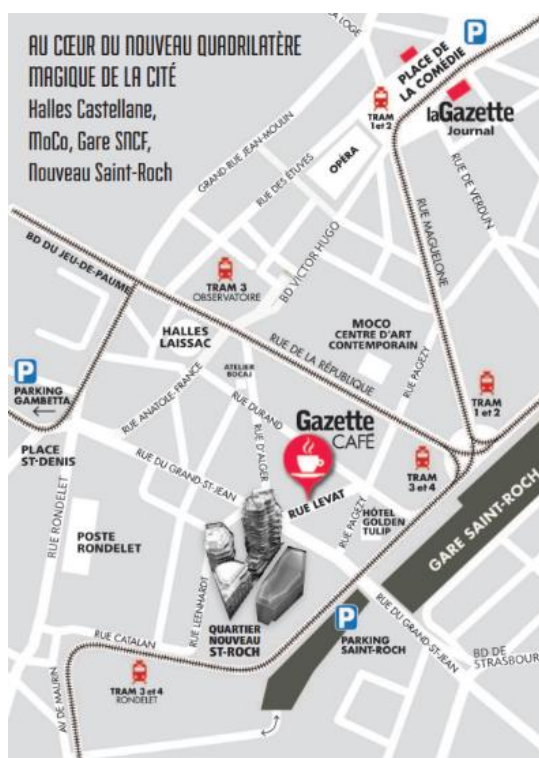 AU CŒUR DU NOUVEAU QUADRILATÈRE
MAGIQUE DE LA CITÉ
Halles Castellane,
MoCo, Gare SNCF,
Nouveau Saint-Roch
LA LOGE
P
PLACE DE
LA COMÉDIE
TRAM
1 et 2
laGazette
Journal
GRAND-RUE JEAN-MOULIN
RUE DES ÉTUVES
OPÉRA
RUE DE VERDUN
RUE MAGUELONE
BD DU JEU-DE-PAUME
BD VICTOR HUGO
TRAM 3
OBSERVATOIRE
HALLES
LAISSAC
MOCO
CENTRE D'ART
CONTEMPORAIN
RUE DE LA RÉPUBLIQUE
RUE PAGEZY
ATELIER
BOCAJ
P
PARKING
GAMBETTA
RUE ANATOLE-FRANCE
RUE DURAND
TRAM
1 et 2
Gazette
CAFÉ
RUE D'ALGER
PLACE
ST-DENIS
RUE DU GRAND-ST-JEAN
TRAM
3 et 4
RUE LEVAT
RUE PAGEZY
HÔTEL
GOLDEN
TULIP
GARE SAINT-ROCH
RUE RONDELET
POSTE
RONDELET
P
PARKING
SAINT-ROCH
RUE DU GRAND-ST-JEAN
RUE LEENHARDT
QUARTIER
NOUVEAU
ST-ROCH
RUE CATALAN
BD DE
STRASBOUR
TRAM 3 et 4
RONDELET
AV DE MAURIN